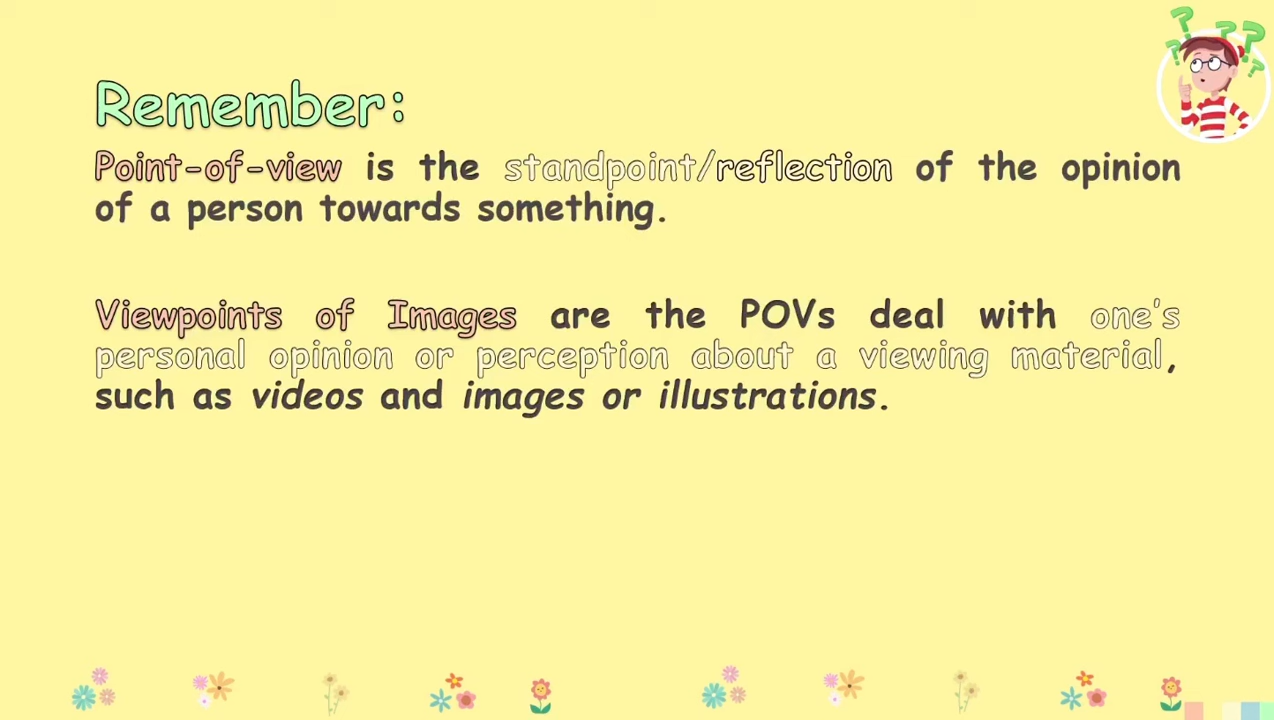 Remember:
Point-of-view is the standpoint/reflection of the opinion
of a person towards something.
Viewpoints of Images are the POVs deal with one's
personal opinion or perception about a viewing material,
such as videos and images or illustrations.